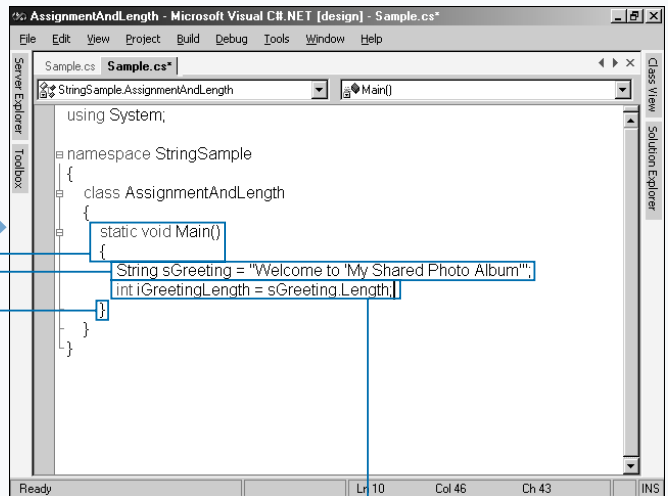 AssignmentAndLength - Microsoft Visual C#.NET [design] - Sample.cs*
File Edit View Project Build Debug Tools Window Help
Server Explorer
Toolbox
Sample.cs Sample.cs*
StringSample.AssignmentAndLength Main()
using System;
namespace StringSample
{
class AssignmentAndLength
{
static void Main()
{
String sGreeting = "Welcome to 'My Shared Photo Album'";
int iGreetingLength = sGreeting.Length;
}
}
}
Class View
Solution Explorer
Ready Ln 10 Col 46 Ch 43 INS